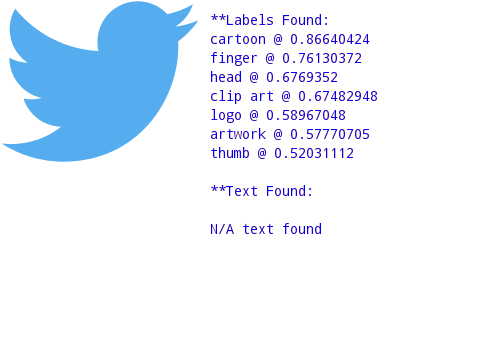 **Labels Found:
cartoon @ 0.86640424
finger @ 0.76130372
head @ 0.6769352
clip art @ 0.67482948
logo @ 0.58967048
artwork @ 0.57770705
thumb @ 0.52031112
**Text Found:
N/A text found